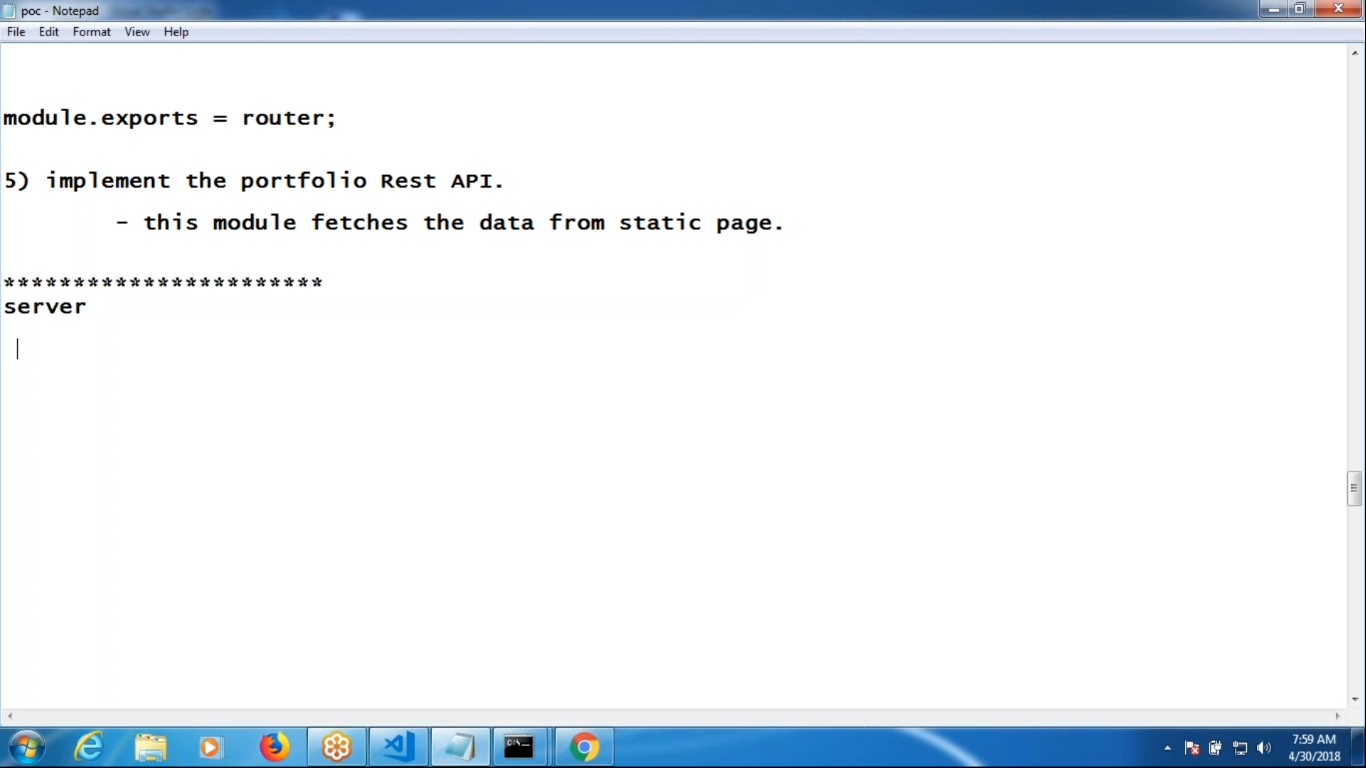 poc - Notepad
File Edit Format View Help
module.exports = router;
5) implement the portfolio Rest API.
- this module fetches the data from static page.
***********************
server
7:59 AM
4/30/2018